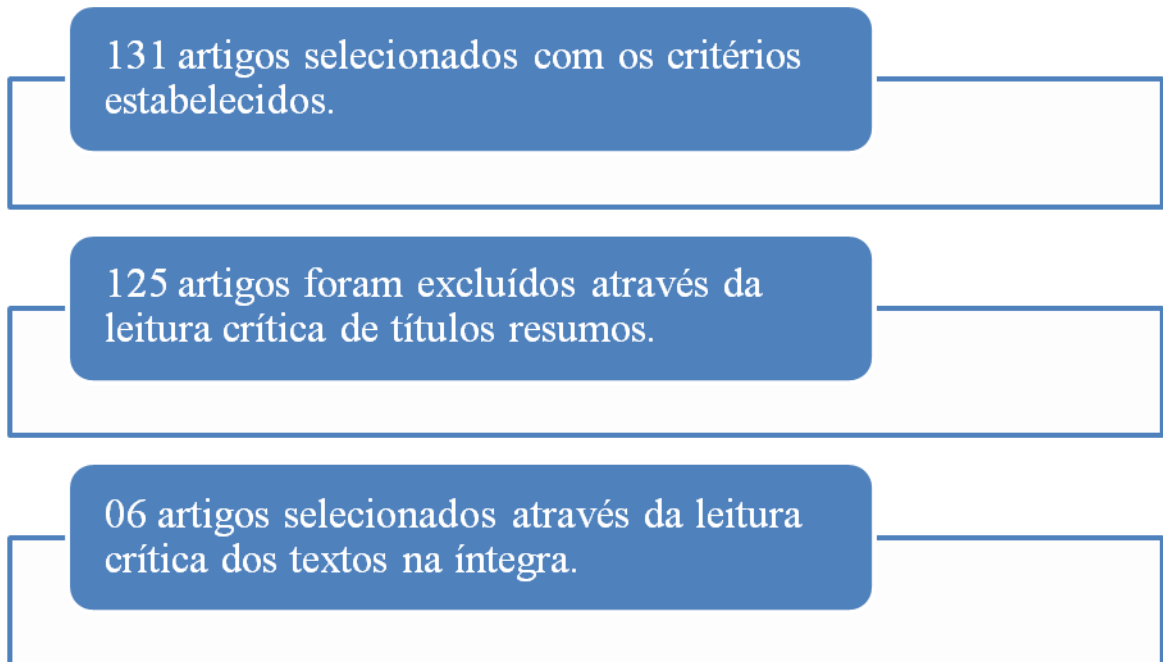 131 artigos selecionados com os critérios
estabelecidos.
125 artigos foram excluídos através da
leitura crítica de títulos resumos.
06 artigos selecionados através da leitura
crítica dos textos na íntegra.